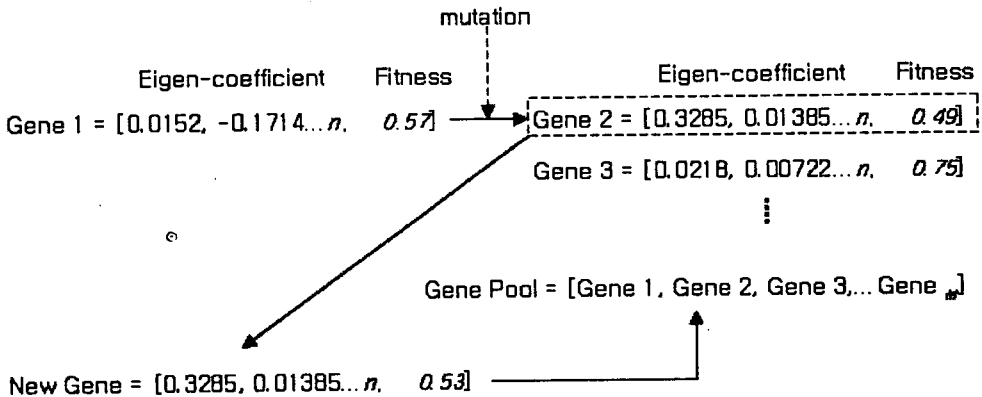 mutation
Eigen-coefficient Fitness Eigen-coefficient Fitness
Gene 1 = [0.0152, -0.1714...n, 0.57] Gene 2 = [0.3285, 0.01385...n, 0.49]
Gene 3 = [0.0218, 0.00722...n, 0.75]
Gene Pool = [Gene 1, Gene 2, Gene 3,... Gene ]
New Gene = [0.3285, 0.01385...n, 0.53]